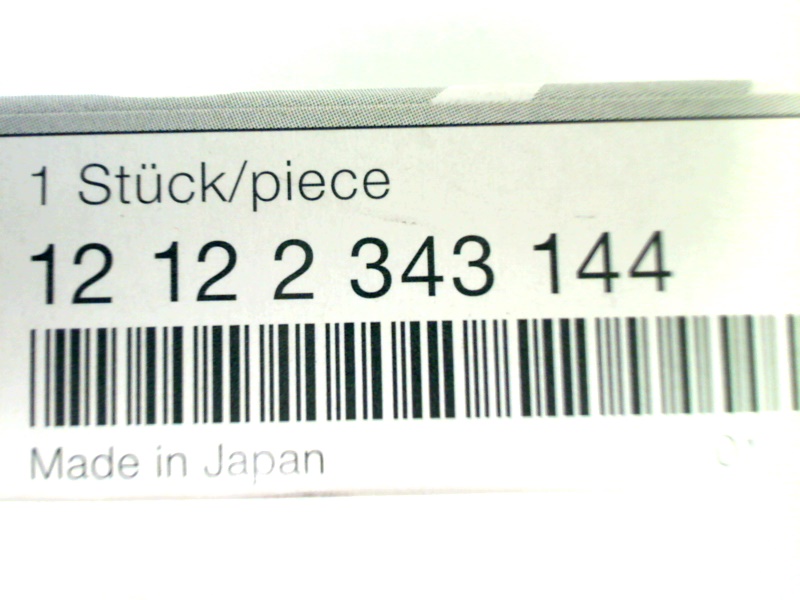 1 Stück/piece
12 12 2 343 144
Made in Japan